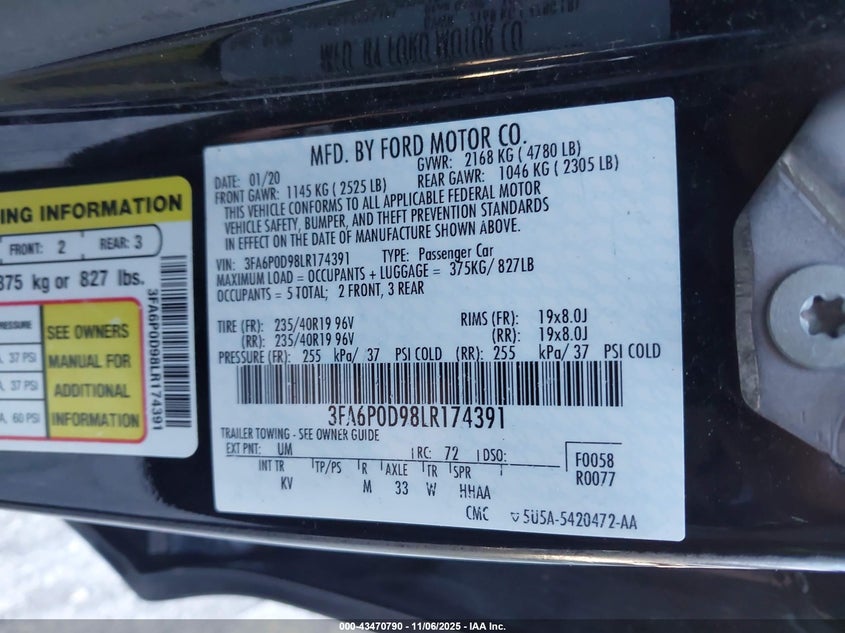 MFD. BY FORD MOTOR CO.
DATE: 01/20
GVWR: 2168 KG ( 4780 LB)
FRONT GAWR: 1145 KG ( 2525 LB)
REAR GAWR: 1046 KG ( 2305 LB)
THIS VEHICLE CONFORMS TO ALL APPLICABLE FEDERAL MOTOR
VEHICLE SAFETY, BUMPER, AND THEFT PREVENTION STANDARDS
IN EFFECT ON THE DATE OF MANUFACTURE SHOWN ABOVE.
VIN: 3FA6P0D98LR174391 TYPE: Passenger Car
MAXIMUM LOAD = OCCUPANTS + LUGGAGE = 375KG/ 827LB
OCCUPANTS = 5 TOTAL; 2 FRONT, 3 REAR
TIRE (FR): 235/40R19 96V RIMS (FR): 19x8.0J
(RR): 235/40R19 96V (RR): 19x8.0J
PRESSURE (FR): 255 kPa/ 37 PSI COLD (RR): 255 kPa/ 37 PSI COLD
3FA6P0D98LR174391
TRAILER TOWING - SEE OWNER GUIDE
EXT PNT: UM RC: 72 DSO:
F0058
R0077
INT TR TP/PS R AXLE TR SPR
KV M 33 W HHAA
CMC 5U5A-5420472-AA
ING INFORMATION
FRONT: 2 REAR: 3
375 kg or 827 lbs.
PRESSURE
37 PSI
37 PSI
60 PSI
SEE OWNERS
MANUAL FOR
ADDITIONAL
INFORMATION
3FA6P0D98LR174391
MFD. BY FORD MOTOR CO.
000-43470790 - 11/06/2025 - IAA Inc.